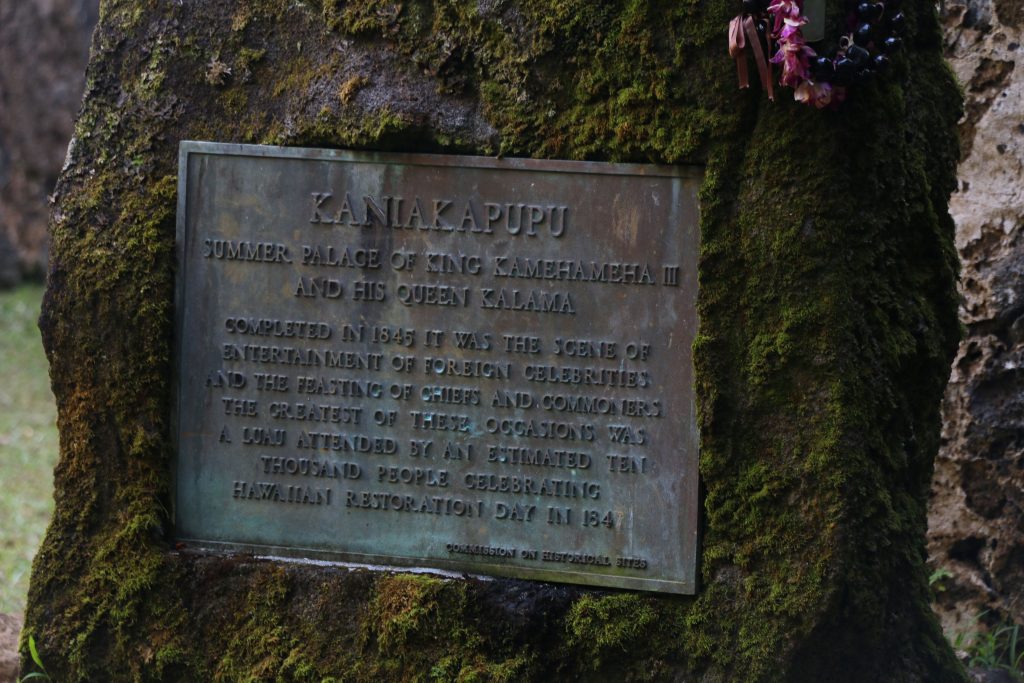 KANIAKAPUPU
SUMMER PALACE OF KING KAMEHAMEHA III
AND HIS QUEEN KALAMA
COMPLETED IN 1845 IT WAS THE SCENE OF
ENTERTAINMENT OF FOREIGN CELEBRITIES
AND THE FEASTING OF CHIEFS AND COMMONERS
THE GREATEST OF THESE OCCASIONS WAS
A LUAU ATTENDED BY AN ESTIMATED TEN
THOUSAND PEOPLE CELEBRATING
HAWAIIAN RESTORATION DAY IN 184
COMMISSION ON HISTORICAL SITES